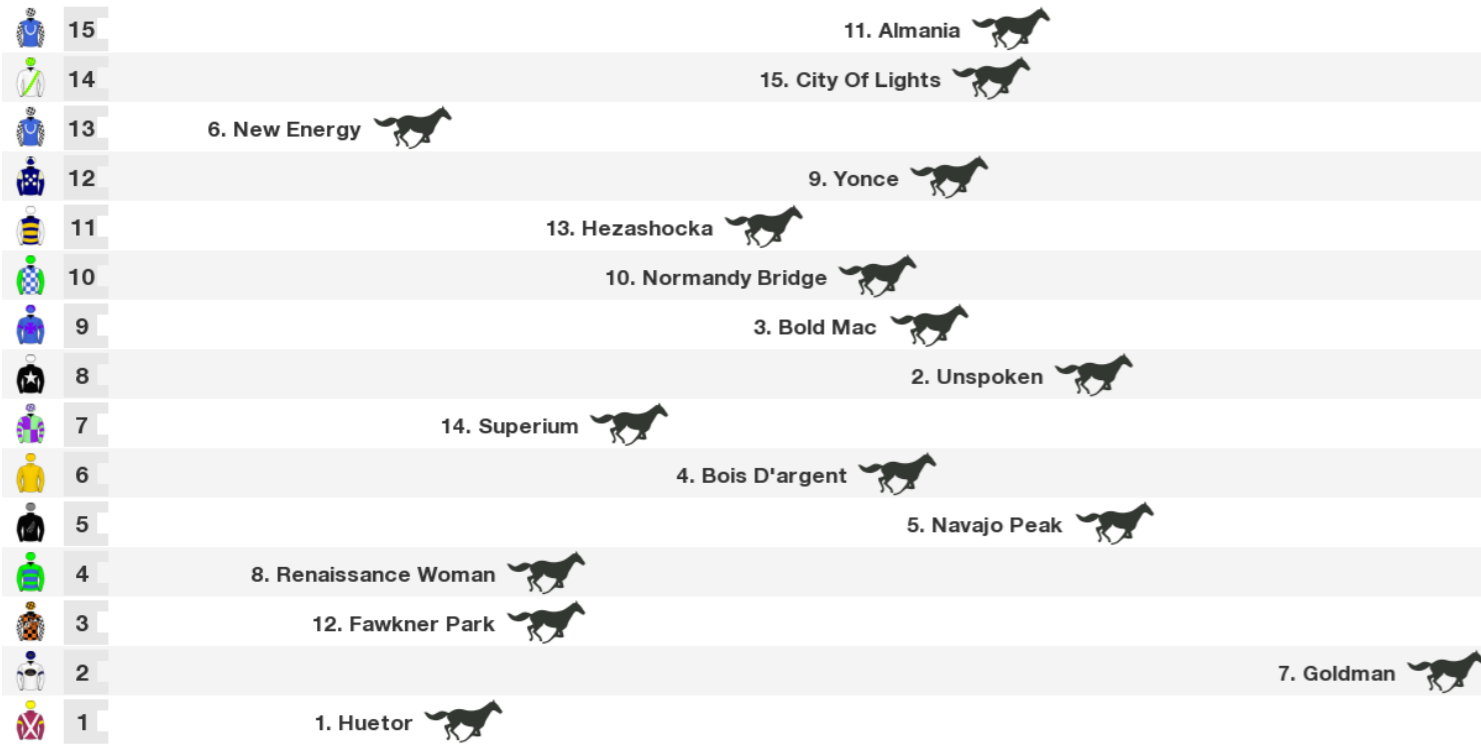 15 11. Almania
14 15. City Of Lights
13 6. New Energy
12 9. Yonce
11 13. Hezashocka
10 10. Normandy Bridge
9 3. Bold Mac
8 2. Unspoken
7 14. Superium
6 4. Bois D'argent
5 5. Navajo Peak
4 8. Renaissance Woman
3 12. Fawkner Park
2 7. Goldman
1 1. Huetor